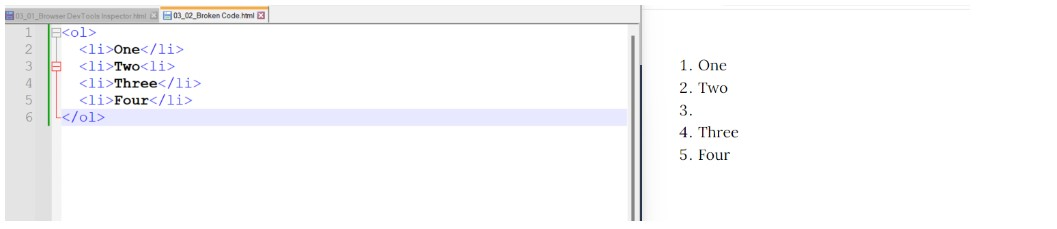 03_01_Browser DevTools Inspector.html
03_02_Broken Code.html
1 <ol>
2 <li>One</li>
3 <li>Two<li>
4 <li>Three</li>
5 <li>Four</li>
6 </ol>
1. One
2. Two
3.
4. Three
5. Four